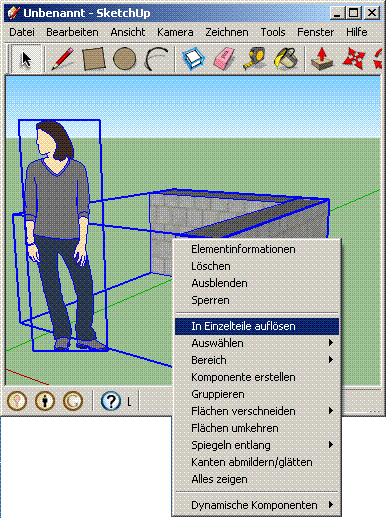 Unbenannt - SketchUp
Datei Bearbeiten Ansicht Kamera Zeichnen Tools Fenster Hilfe
Elementinformationen
Löschen
Ausblenden
Sperren
In Einzelteile auflösen
Auswählen
Bereich
Komponente erstellen
Gruppieren
Flächen verschneiden
Flächen umkehren
Spiegeln entlang
Kanten abmildern/glätten
Alles zeigen
Dynamische Komponenten